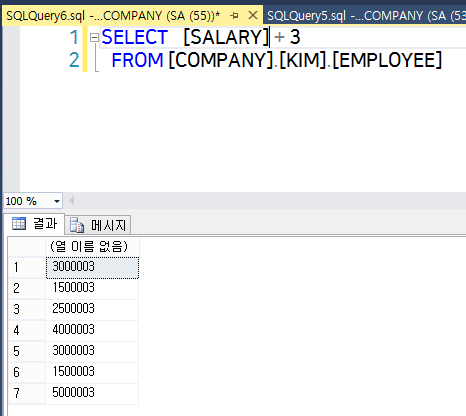 SQLQuery6.sql -...COMPANY (SA (55))* SQLQuery5.sql -...COMPANY (SA (53
1 SELECT [SALARY] + 3
2 FROM [COMPANY].[KIM].[EMPLOYEE]
100 %
결과 메시지
(열 이름 없음)
1 3000003
2 1500003
3 2500003
4 4000003
5 3000003
6 1500003
7 5000003